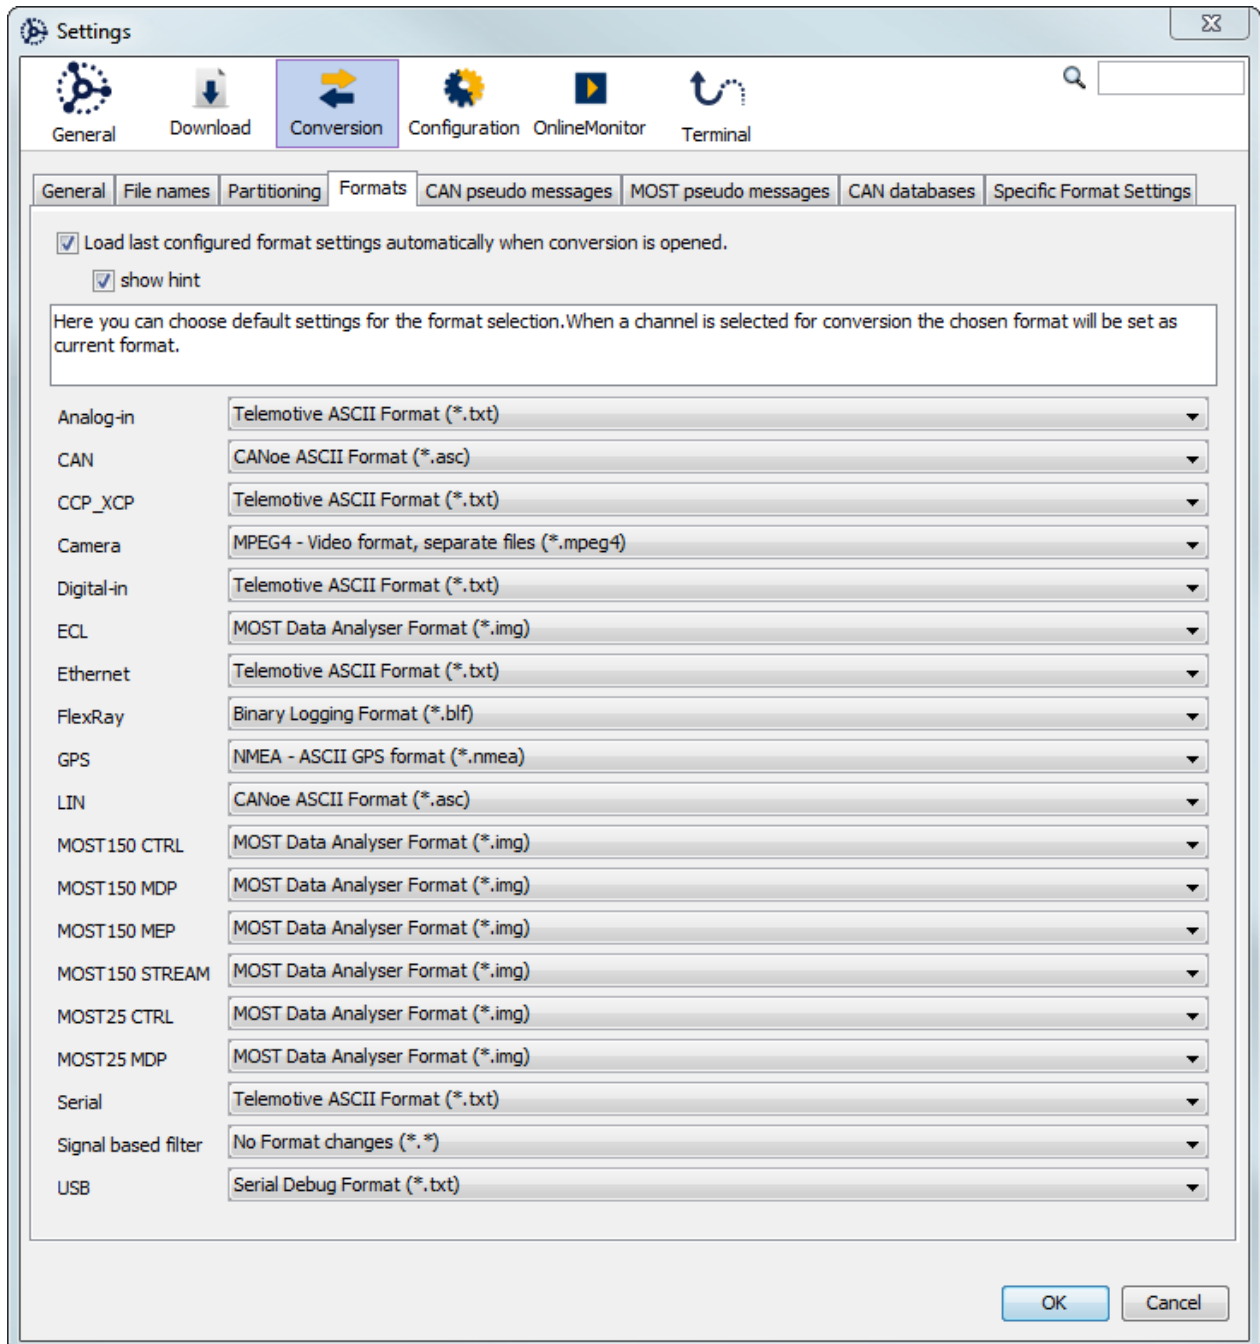 Settings
General Download Conversion Configuration OnlineMonitor Terminal
General File names Partitioning Formats CAN pseudo messages MOST pseudo messages CAN databases Specific Format Settings
Load last configured format settings automatically when conversion is opened.
show hint
Here you can choose default settings for the format selection.When a channel is selected for conversion the chosen format will be set as
current format.
Analog-in Telemotive ASCII Format (*.txt)
CAN CANoe ASCII Format (*.asc)
CCP_XCP Telemotive ASCII Format (*.txt)
Camera MPEG4 - Video format, separate files (*.mpeg4)
Digital-in Telemotive ASCII Format (*.txt)
ECL MOST Data Analyser Format (*.img)
Ethernet Telemotive ASCII Format (*.txt)
FlexRay Binary Logging Format (*.blf)
GPS NMEA - ASCII GPS format (*.nmea)
LIN CANoe ASCII Format (*.asc)
MOST150 CTRL MOST Data Analyser Format (*.img)
MOST150 MDP MOST Data Analyser Format (*.img)
MOST150 MEP MOST Data Analyser Format (*.img)
MOST150 STREAM MOST Data Analyser Format (*.img)
MOST25 CTRL MOST Data Analyser Format (*.img)
MOST25 MDP MOST Data Analyser Format (*.img)
Serial Telemotive ASCII Format (*.txt)
Signal based filter No Format changes (*.*)
USB Serial Debug Format (*.txt)
OK Cancel